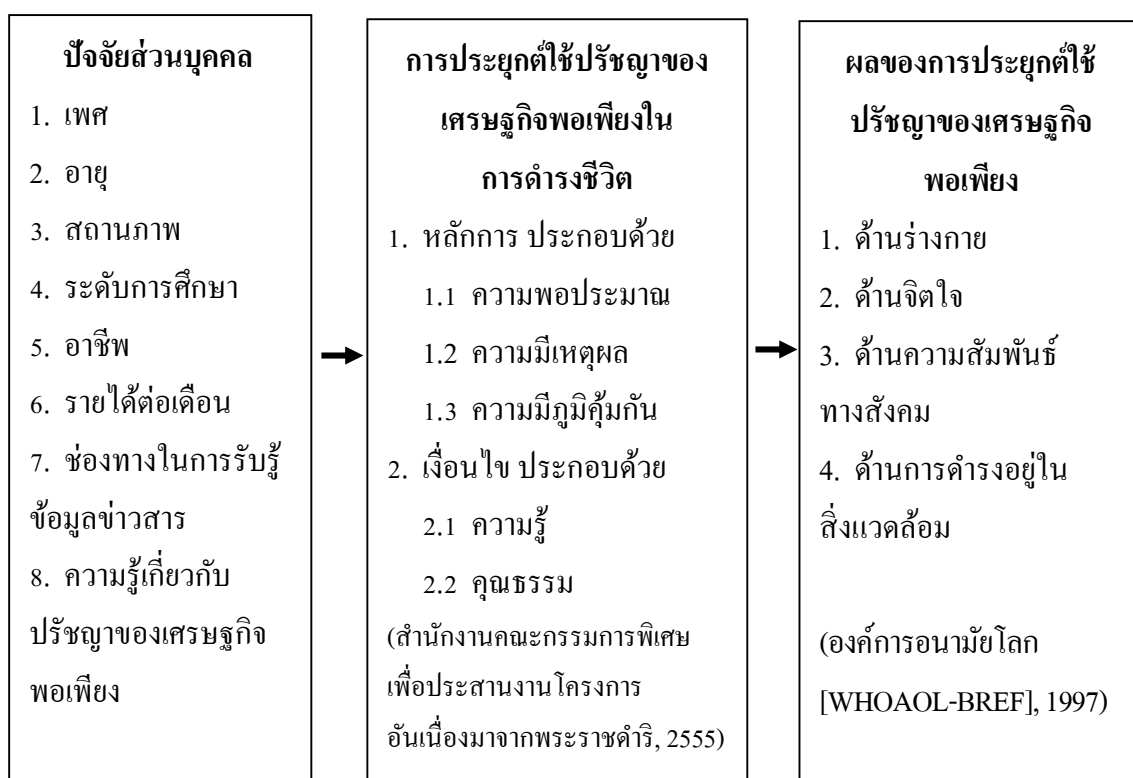 ปัจจัยส่วนบุคคล
1. เพศ
2. อายุ
3. สถานภาพ
4. ระดับการศึกษา
5. อาชีพ
6. รายได้ต่อเดือน
7. ช่องทางในการรับรู้
ข้อมูลข่าวสาร
8. ความรู้เกี่ยวกับ
ปรัชญาของเศรษฐกิจ
พอเพียง
การประยุกต์ใช้ปรัชญาของ
เศรษฐกิจพอเพียงใน
การดำรงชีวิต
1. หลักการ ประกอบด้วย
1.1 ความพอประมาณ
1.2 ความมีเหตุผล
1.3 ความมีภูมิคุ้มกัน
2. เงื่อนไข ประกอบด้วย
2.1 ความรู้
2.2 คุณธรรม
(สำนักงานคณะกรรมการพิเศษ
เพื่อประสานงานโครงการ
อันเนื่องมาจากพระราชดำริ, 2555)
ผลของการประยุกต์ใช้
ปรัชญาของเศรษฐกิจ
พอเพียง
1. ด้านร่างกาย
2. ด้านจิตใจ
3. ด้านความสัมพันธ์
ทางสังคม
4. ด้านการดำรงอยู่ใน
สิ่งแวดล้อม
(องค์การอนามัยโลก
[WHOAOL-BREF], 1997)